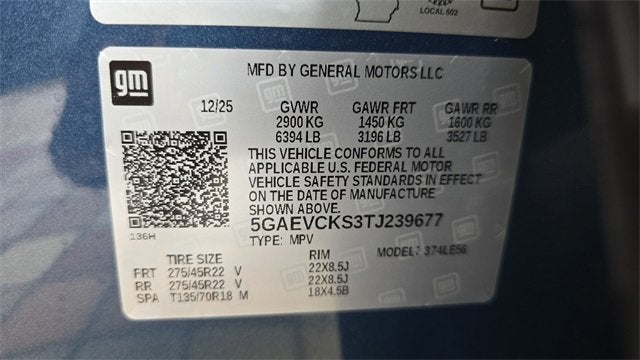 LOCAL 602
gm
MFD BY GENERAL MOTORS LLC
12/25 GVWR GAWR FRT GAWR RR
2900 KG 1450 KG 1600 KG
6394 LB 3196 LB 3527 LB
THIS VEHICLE CONFORMS TO ALL
APPLICABLE U.S. FEDERAL MOTOR
VEHICLE SAFETY STANDARDS IN EFFECT
ON THE DATE OF MANUFACTURE
SHOWN ABOVE.
5GAEVCKS3TJ239677
136H
TYPE: MPV MODEL: 374LE56
TIRE SIZE RIM
FRT 275/45R22 V 22X8.5J
RR 275/45R22 V 22X8.5J
SPA T135/70R18 M 18X4.5B